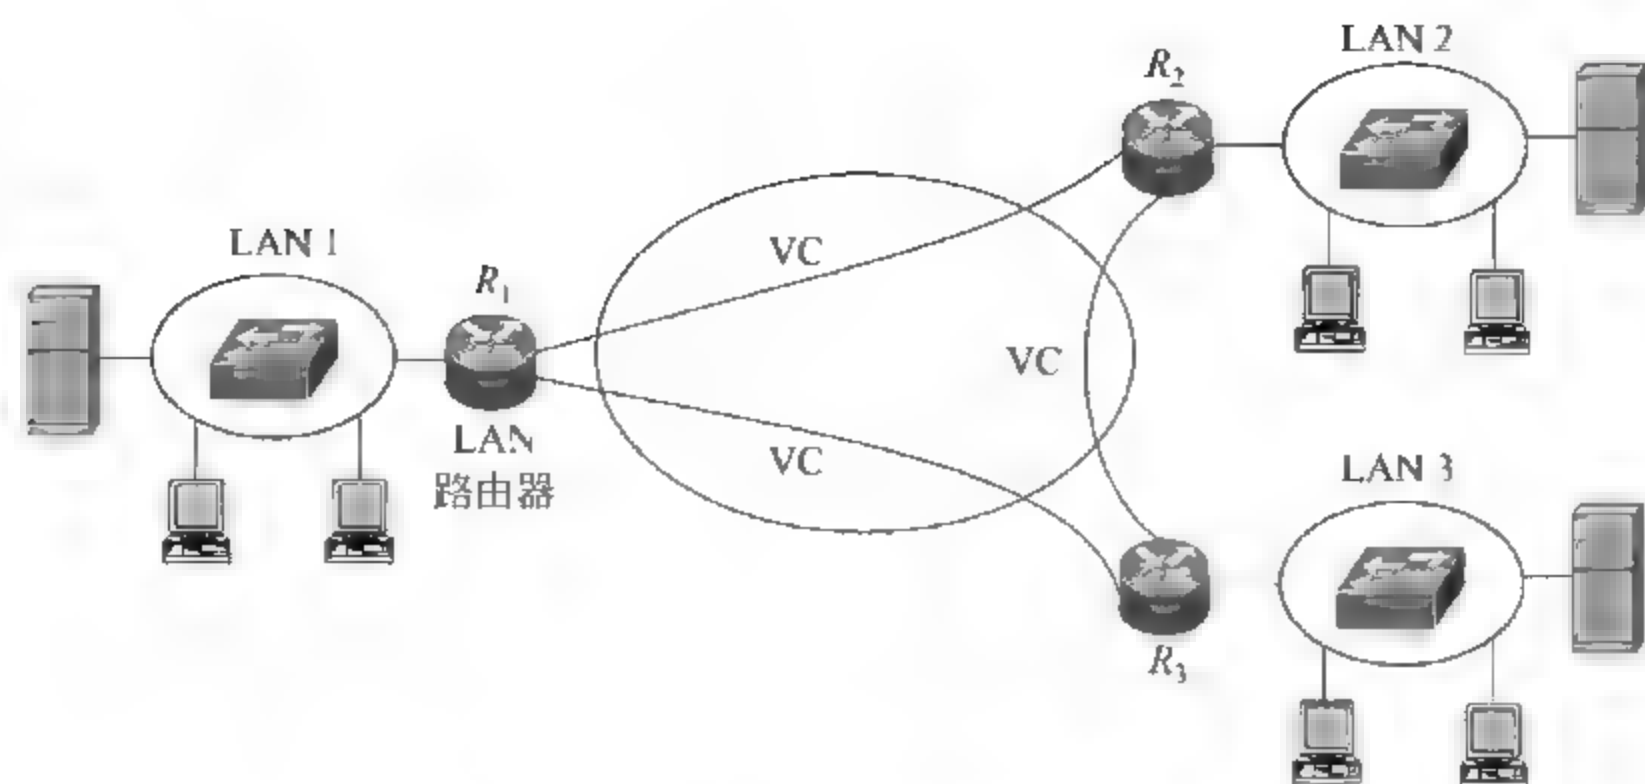 LAN 2
R₂
LAN 1
R₁
VC
VC
VC
LAN
路由器
LAN 3
R₃